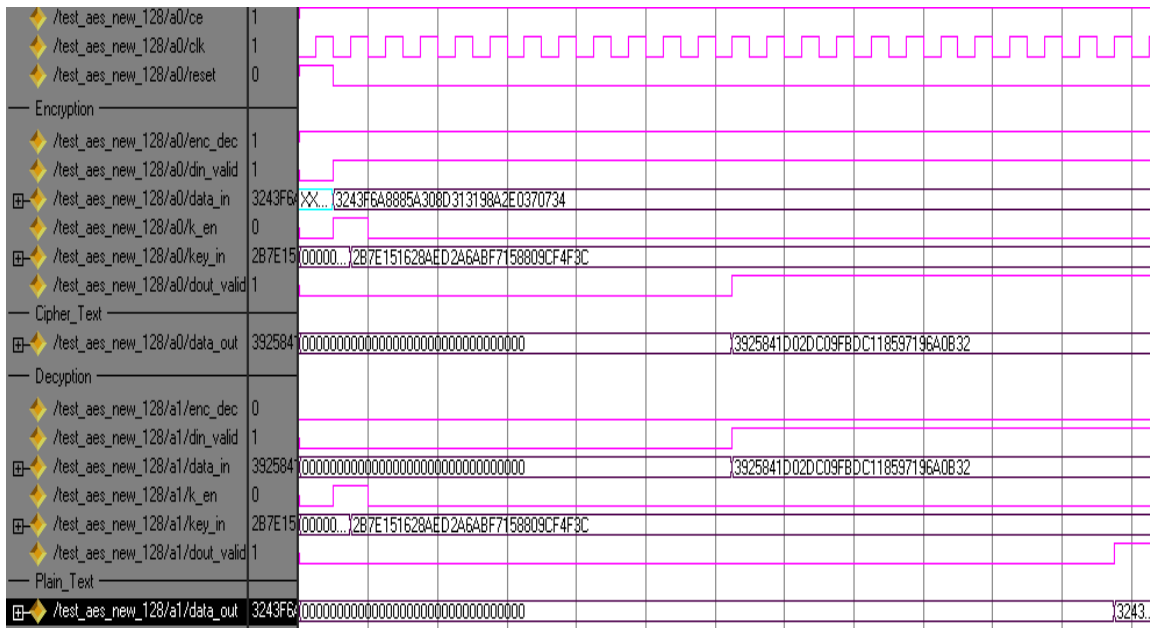 /test_aes_new_128/a0/ce 1
/test_aes_new_128/a0/clk 1
/test_aes_new_128/a0/reset 0
Encryption
/test_aes_new_128/a0/enc_dec 1
/test_aes_new_128/a0/din_valid 1
/test_aes_new_128/a0/data_in 3243F6A XX... 3243F6A8885A308D313198A2E0370734
/test_aes_new_128/a0/k_en 0
/test_aes_new_128/a0/key_in 2B7E15 00000... 2B7E151628AED2A6ABF7158809CF4F3C
/test_aes_new_128/a0/dout_valid 1
Cipher_Text
/test_aes_new_128/a0/data_out 3925841 00000000000000000000000000000000 3925841D02DC09FBDC118597196A0B32
Decyption
/test_aes_new_128/a1/enc_dec 0
/test_aes_new_128/a1/din_valid 1
/test_aes_new_128/a1/data_in 3925841 00000000000000000000000000000000 3925841D02DC09FBDC118597196A0B32
/test_aes_new_128/a1/k_en 0
/test_aes_new_128/a1/key_in 2B7E15 00000... 2B7E151628AED2A6ABF7158809CF4F3C
/test_aes_new_128/a1/dout_valid 1
Plain_Text
/test_aes_new_128/a1/data_out 3243F6A 00000000000000000000000000000000 3243...